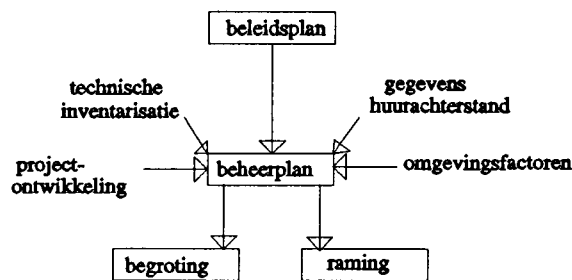 beleidsplan
technische
inventarisatie
gegevens
huurachterstand
project-
ontwikkeling
beheerplan
omgevingsfactoren
begroting
raming